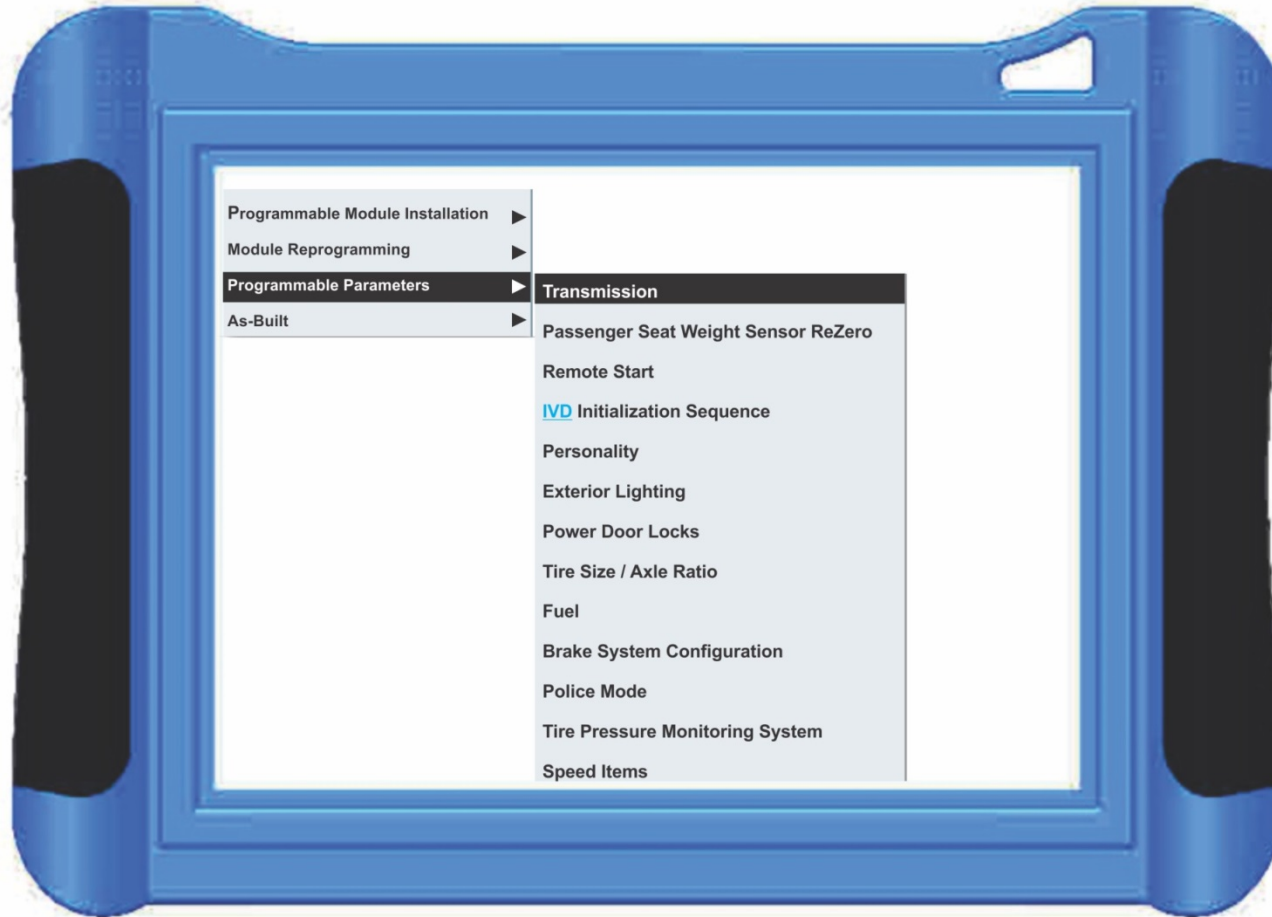 Programmable Module Installation
Module Reprogramming
Programmable Parameters
As-Built
Transmission
Passenger Seat Weight Sensor ReZero
Remote Start
IVD Initialization Sequence
Personality
Exterior Lighting
Power Door Locks
Tire Size / Axle Ratio
Fuel
Brake System Configuration
Police Mode
Tire Pressure Monitoring System
Speed Items